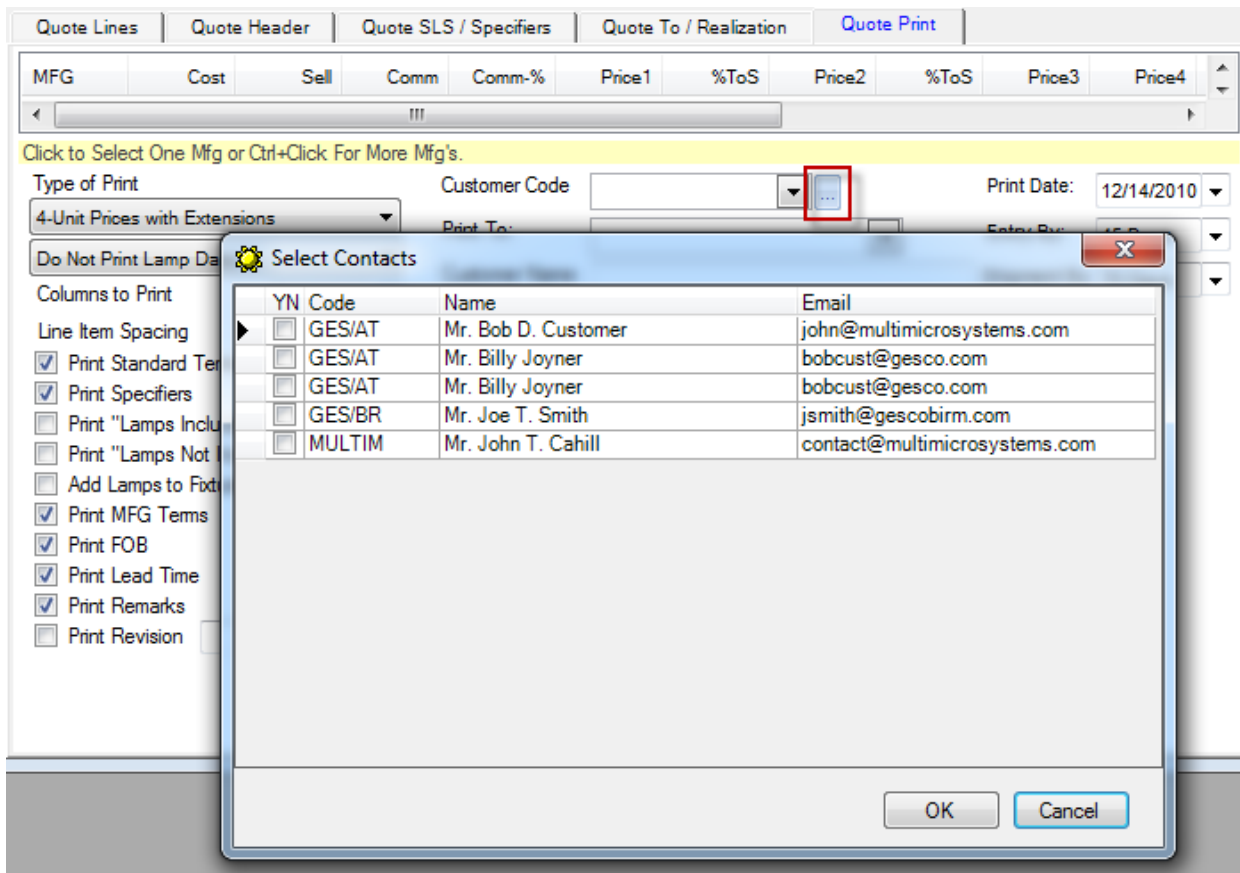 Quote Lines Quote Header Quote SLS / Specifiers Quote To / Realization Quote Print
MFG Cost Sell Comm Comm-% Price1 %ToS Price2 %ToS Price3 Price4
Click to Select One Mfg or Ctrl+Click For More Mfg's.
Type of Print Customer Code ... Print Date: 12/14/2010
4-Unit Prices with Extensions Print To: Entry By:
Do Not Print Lamp Da
Select Contacts
Columns to Print
Line Item Spacing
Print Standard Ter
Print Specifiers
Print "Lamps Inclu
Print "Lamps Not I
Add Lamps to Fixtu
Print MFG Terms
Print FOB
Print Lead Time
Print Remarks
Print Revision
YN Code Name Email
GES/AT Mr. Bob D. Customer john@multimicrosystems.com
GES/AT Mr. Billy Joyner bobcust@gesco.com
GES/AT Mr. Billy Joyner bobcust@gesco.com
GES/BR Mr. Joe T. Smith jsmith@gescobirm.com
MULTIM Mr. John T. Cahill contact@multimicrosystems.com
OK Cancel